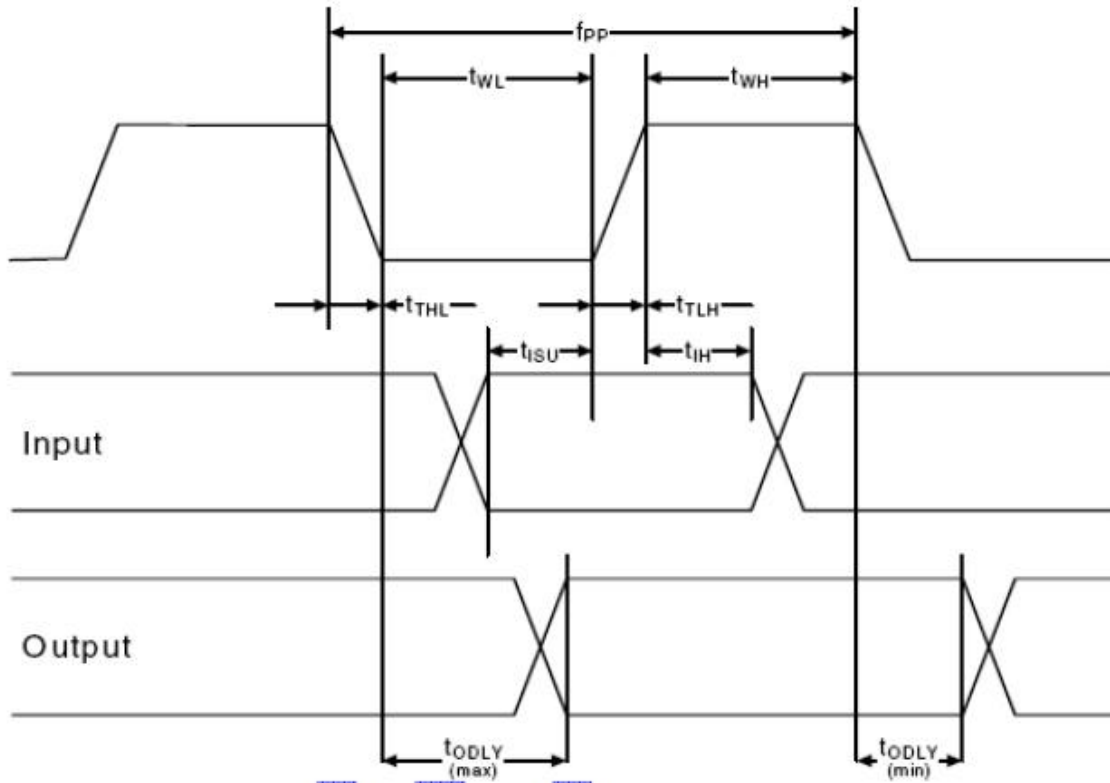 fPP
tWL tWH
tTHL tTLH
tISU tIH
Input
Output
tODLY tODLY
(max) (min)